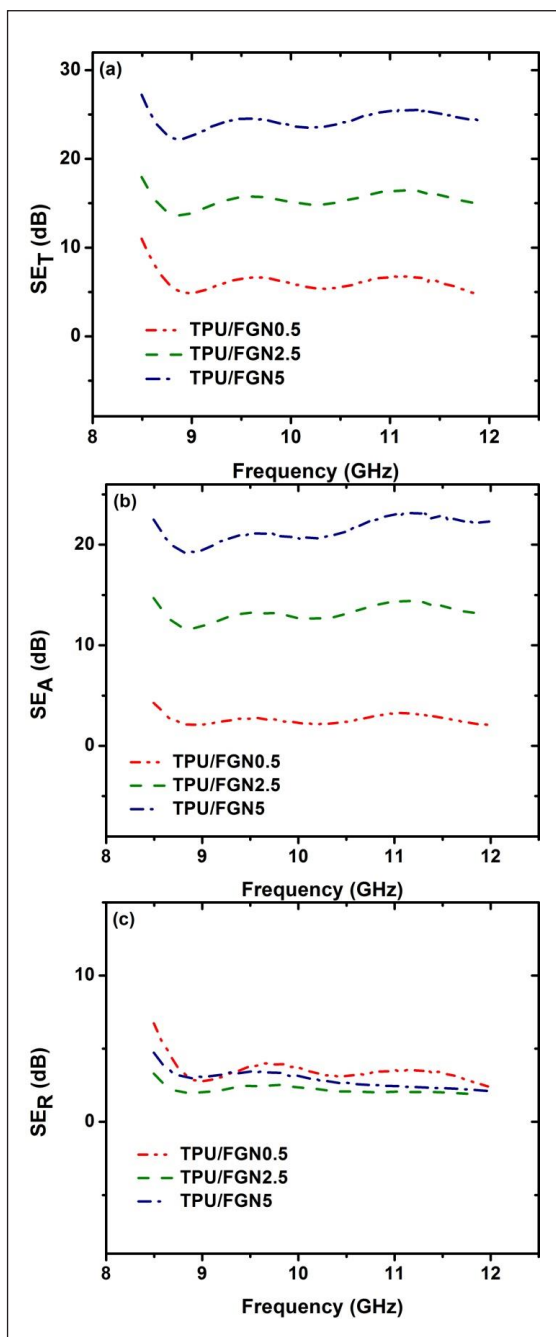 (a)
30
20
10
0
SET (dB)
TPU/FGN0.5
TPU/FGN2.5
TPU/FGN5
8 9 10 11 12
Frequency (GHz)
(b)
20
10
0
SEA (dB)
TPU/FGN0.5
TPU/FGN2.5
TPU/FGN5
8 9 10 11 12
Frequency (GHz)
(c)
10
0
SER (dB)
TPU/FGN0.5
TPU/FGN2.5
TPU/FGN5
8 9 10 11 12
Frequency (GHz)